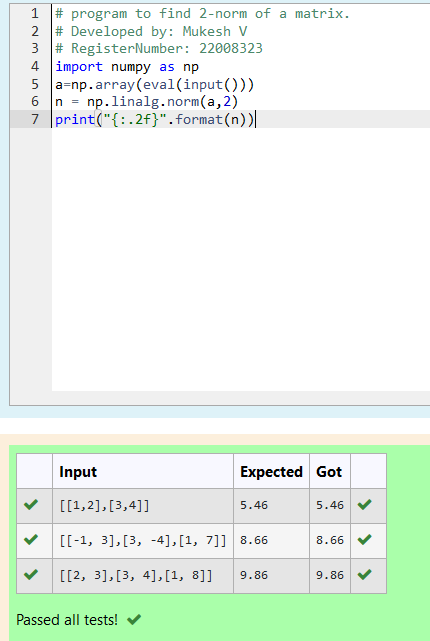 1 # program to find 2-norm of a matrix.
2 # Developed by: Mukesh V
3 # RegisterNumber: 22008323
4 import numpy as np
5 a=np.array(eval(input()))
6 n = np.linalg.norm(a,2)
7 print("{:.2f}".format(n))
Input Expected Got
[[1,2],[3,4]] 5.46 5.46
[[-1, 3],[3, -4],[1, 7]] 8.66 8.66
[[2, 3],[3, 4],[1, 8]] 9.86 9.86
Passed all tests!